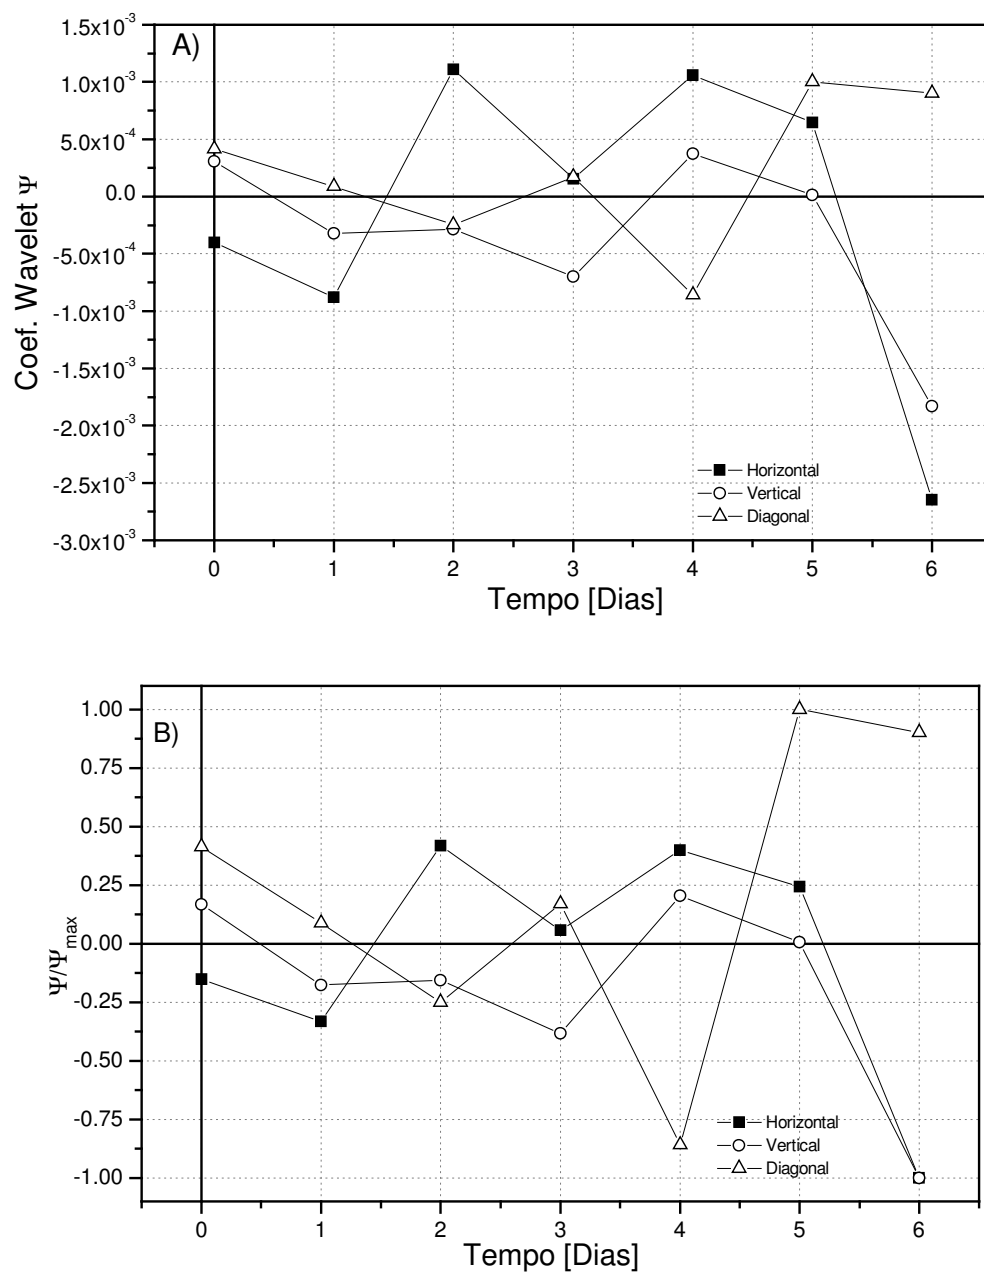 A)
1.5x10⁻³
1.0x10⁻³
5.0x10⁻⁴
0.0
-5.0x10⁻⁴
-1.0x10⁻³
-1.5x10⁻³
-2.0x10⁻³
-2.5x10⁻³
-3.0x10⁻³
Coef. Wavelet Ψ
Horizontal
Vertical
Diagonal
0 1 2 3 4 5 6
Tempo [Dias]
B)
1.00
0.75
0.50
0.25
0.00
-0.25
-0.50
-0.75
-1.00
Ψ/Ψmax
Horizontal
Vertical
Diagonal
0 1 2 3 4 5 6
Tempo [Dias]